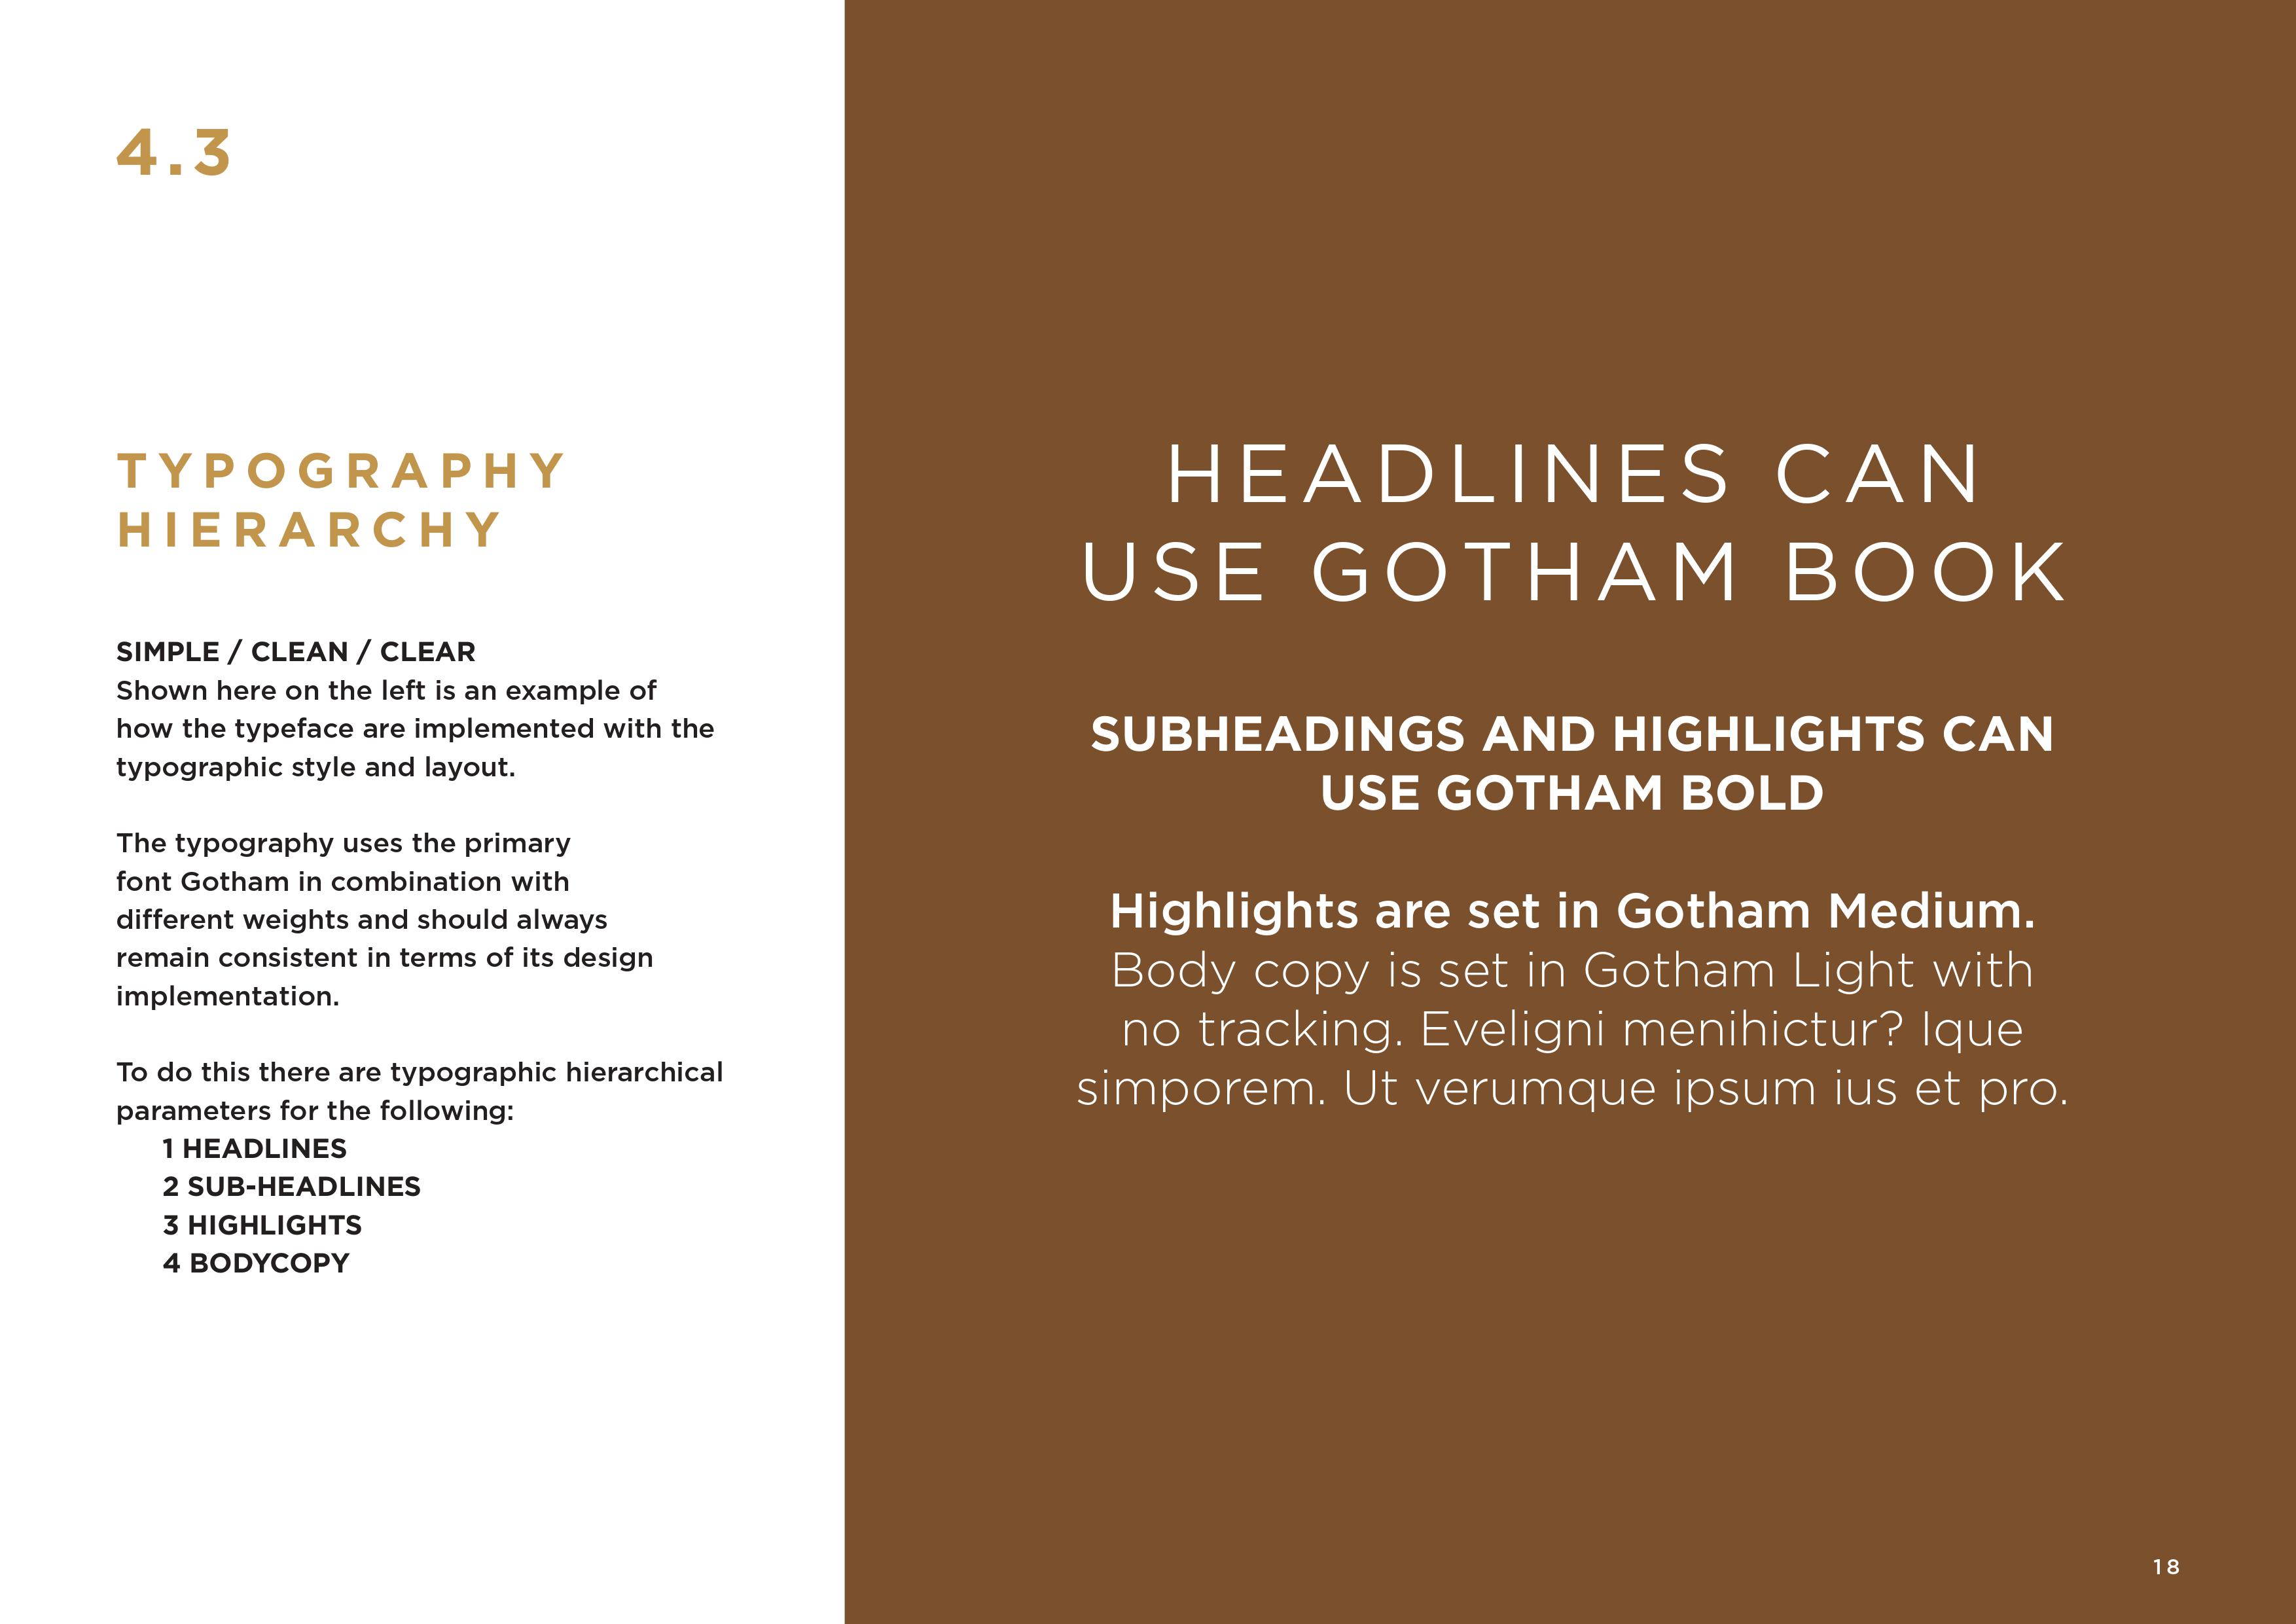 4.3
TYPOGRAPHY
HIERARCHY
SIMPLE / CLEAN / CLEAR
Shown here on the left is an example of
how the typeface are implemented with the
typographic style and layout.
The typography uses the primary
font Gotham in combination with
different weights and should always
remain consistent in terms of its design
implementation.
To do this there are typographic hierarchical
parameters for the following:
1 HEADLINES
2 SUB-HEADLINES
3 HIGHLIGHTS
4 BODYCOPY
HEADLINES CAN
USE GOTHAM BOOK
SUBHEADINGS AND HIGHLIGHTS CAN
USE GOTHAM BOLD
Highlights are set in Gotham Medium.
Body copy is set in Gotham Light with
no tracking. Eveligni menihictur? Ique
simporem. Ut verumque ipsum ius et pro.
18